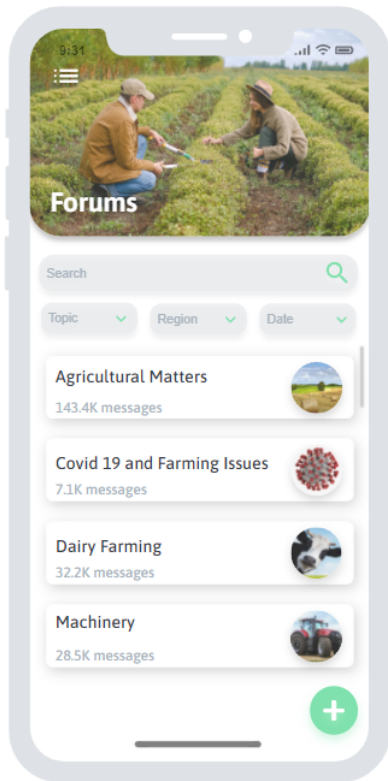 9:31
Forums
Search
Topic Region Date
Agricultural Matters
143.4K messages
Covid 19 and Farming Issues
7.1K messages
Dairy Farming
32.2K messages
Machinery
28.5K messages